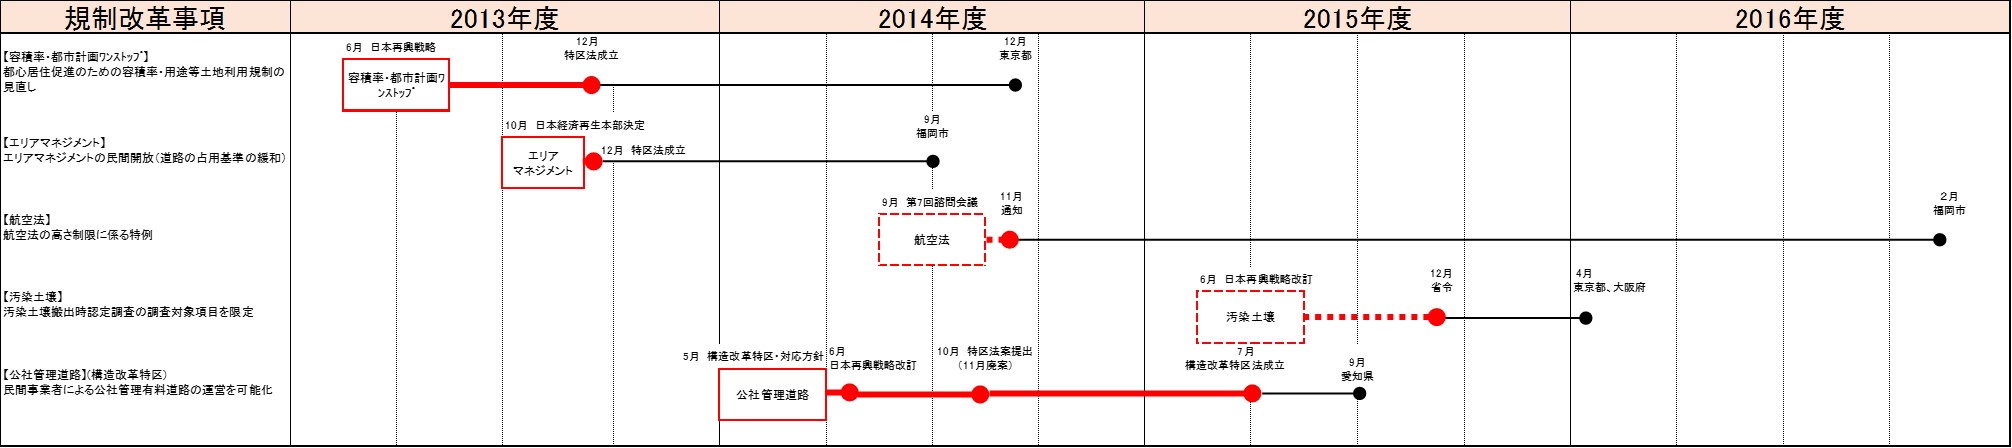 規制改革事項
2013年度
2014年度
2015年度
2016年度
【容積率・都市計画ﾜﾝｽﾄｯﾌﾟ】
都心居住促進のための容積率・用途等土地利用規制の
見直し
6月 日本再興戦略
容積率・都市計画ﾜ
ﾝｽﾄｯﾌﾟ
12月
特区法成立
12月
東京都
【エリアマネジメント】
エリアマネジメントの民間開放（道路の占用基準の緩和）
10月 日本経済再生本部決定
エリア
マネジメント
12月 特区法成立
9月
福岡市
【航空法】
航空法の高さ制限に係る特例
9月 第7回諮問会議
航空法
11月
通知
２月
福岡市
【汚染土壌】
汚染土壌搬出時認定調査の調査対象項目を限定
6月 日本再興戦略改訂
汚染土壌
12月
省令
4月
東京都、大阪府
【公社管理道路】（構造改革特区）
民間事業者による公社管理有料道路の運営を可能化
5月 構造改革特区・対応方針
公社管理道路
6月
日本再興戦略改訂
10月 特区法案提出
（11月廃案）
7月
構造改革特区法成立
9月
愛知県